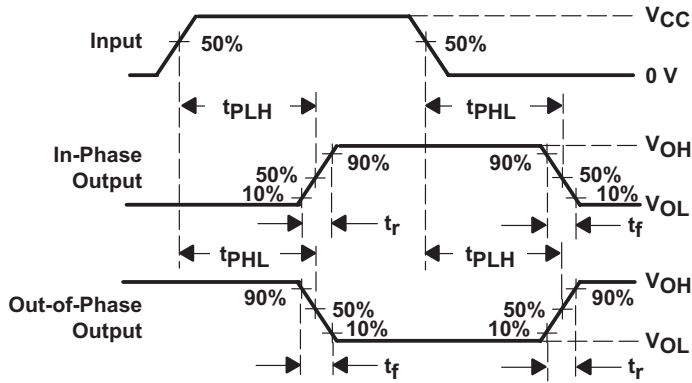 VCC
Input 50% 50%
0 V
tPLH tPHL
In-Phase
Output
VOH
90% 90%
50% 50%
10% 10%
VOL
tr tf
tPHL tPLH
Out-of-Phase
Output
VOH
90% 90%
50% 50%
10% 10%
VOL
tf tr